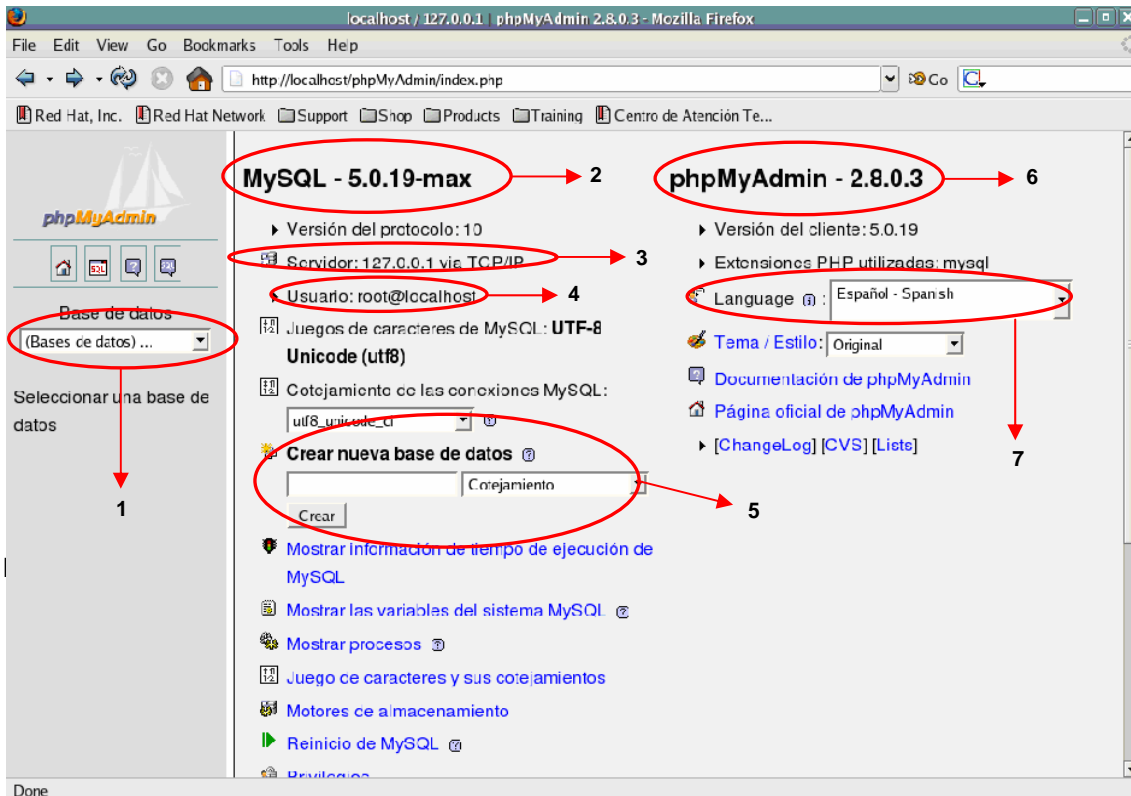 localhost / 127.0.0.1 | phpMyAdmin 2.8.0.3 - Mozilla Firefox
File Edit View Go Bookmarks Tools Help
http://localhost/phpMyAdmin/index.php
Go
Red Hat, Inc. Red Hat Network Support Shop Products Training Centro de Atención Te...
phpMyAdmin
SQL
Base de datos
(Bases de datos) ...
Seleccionar una base de
datos
1
MySQL - 5.0.19-max
2
Versión del protocolo: 10
Servidor: 127.0.0.1 via TCP/IP
3
Usuario: root@localhost
4
Juegos de caracteres de MySQL: UTF-8
Unicode (utf8)
Cotejamiento de las conexiones MySQL:
utf8_unicode_ci
Crear nueva base de datos
Cotejamiento
Crear
5
Mostrar información de tiempo de ejecución de
MySQL
Mostrar las variables del sistema MySQL
Mostrar procesos
Juego de caracteres y sus cotejamientos
Motores de almacenamiento
Reinicio de MySQL
Privilegios
phpMyAdmin - 2.8.0.3
6
Versión del cliente: 5.0.19
Extensiones PHP utilizadas: mysql
Language : Español - Spanish
Tema / Estilo: Original
Documentación de phpMyAdmin
Página oficial de phpMyAdmin
[ChangeLog] [CVS] [Lists]
7
Done